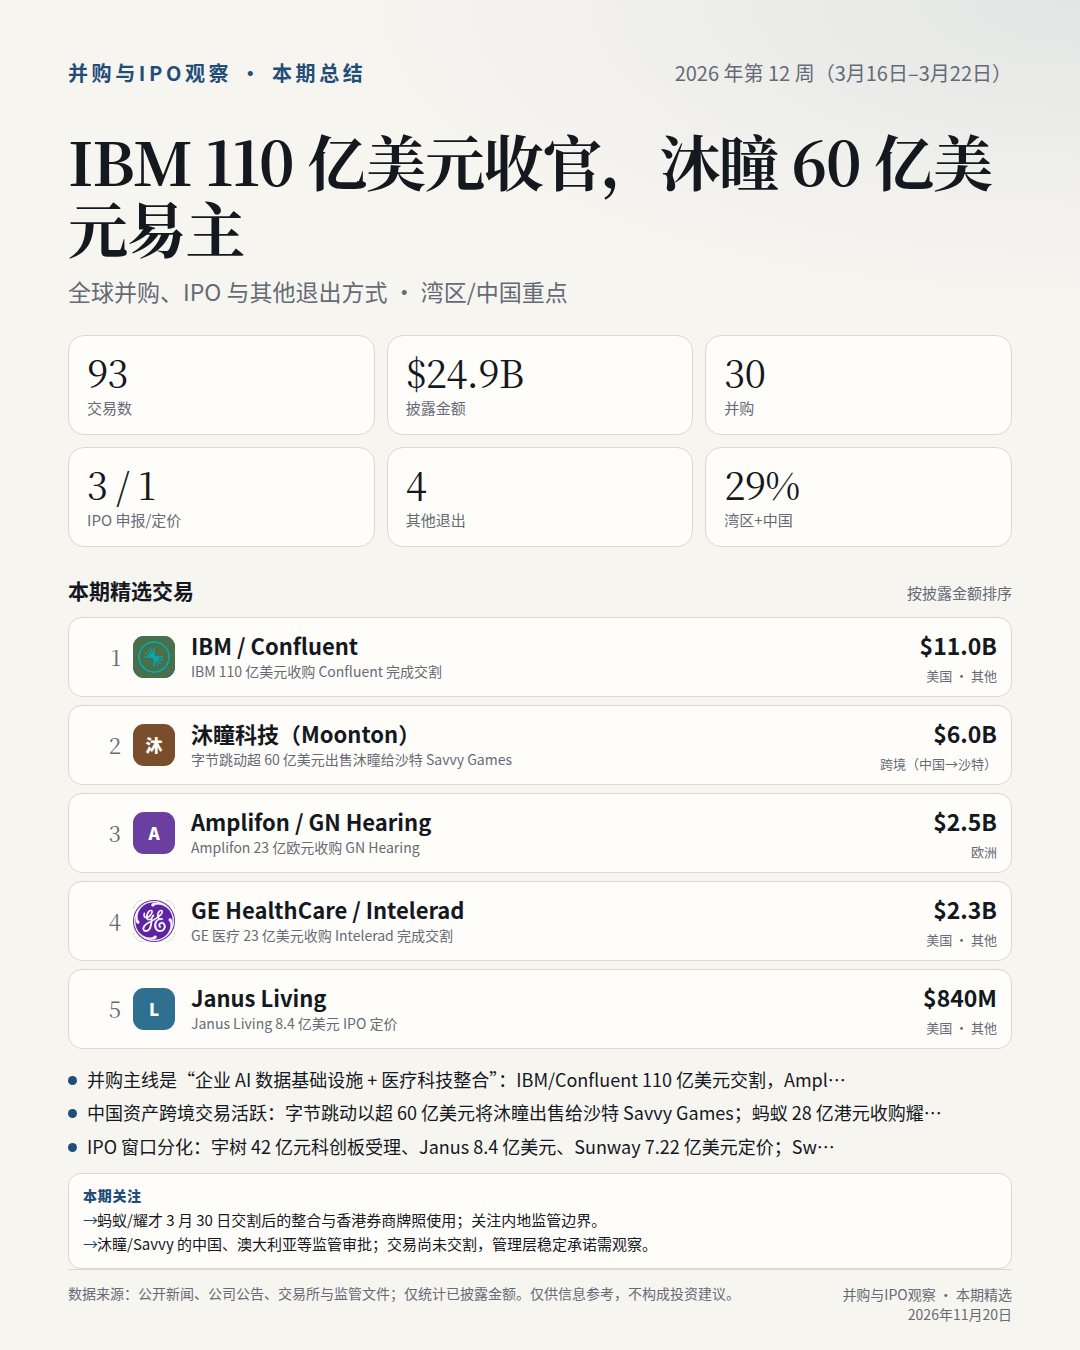 并购与IPO观察 · 本期总结
2026 年第 12 周（3月16日–3月22日）
IBM 110 亿美元收官，沐瞳 60 亿美
元易主
全球并购、IPO 与其他退出方式 · 湾区/中国重点
93
交易数
$24.9B
披露金额
30
并购
3 / 1
IPO 申报/定价
4
其他退出
29%
湾区+中国
本期精选交易
按披露金额排序
1
IBM / Confluent
IBM 110 亿美元收购 Confluent 完成交割
$11.0B
美国 · 其他
2
沐
沐瞳科技（Moonton）
字节跳动超 60 亿美元出售沐瞳给沙特 Savvy Games
$6.0B
跨境（中国→沙特）
3
A
Amplifon / GN Hearing
Amplifon 23 亿欧元收购 GN Hearing
$2.5B
欧洲
4
GE HealthCare / Intelerad
GE 医疗 23 亿美元收购 Intelerad 完成交割
$2.3B
美国 · 其他
5
L
Janus Living
Janus Living 8.4 亿美元 IPO 定价
$840M
美国 · 其他
并购主线是“企业 AI 数据基础设施 + 医疗科技整合”：IBM/Confluent 110 亿美元交割，Ampl…
中国资产跨境交易活跃：字节跳动以超 60 亿美元将沐瞳出售给沙特 Savvy Games；蚂蚁 28 亿港元收购耀…
IPO 窗口分化：宇树 42 亿元科创板受理、Janus 8.4 亿美元、Sunway 7.22 亿美元定价；Sw…
本期关注
→蚂蚁/耀才 3 月 30 日交割后的整合与香港券商牌照使用；关注内地监管边界。
→沐瞳/Savvy 的中国、澳大利亚等监管审批；交易尚未交割，管理层稳定承诺需观察。
数据来源：公开新闻、公司公告、交易所与监管文件；仅统计已披露金额。仅供信息参考，不构成投资建议。
并购与IPO观察 · 本期精选
2026年11月20日